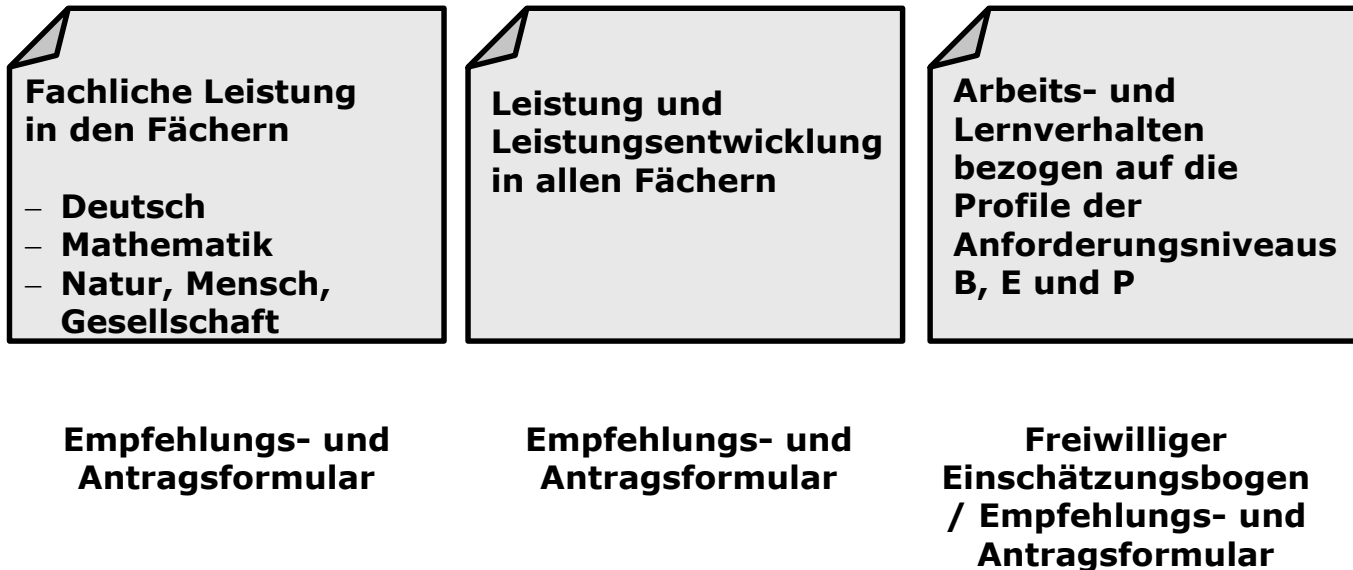 Fachliche Leistung
in den Fächern
– Deutsch
– Mathematik
– Natur, Mensch,
Gesellschaft
Leistung und
Leistungsentwicklung
in allen Fächern
Arbeits- und
Lernverhalten
bezogen auf die
Profile der
Anforderungsniveaus
B, E und P
Empfehlungs- und
Antragsformular
Empfehlungs- und
Antragsformular
Freiwilliger
Einschätzungsbogen
/ Empfehlungs- und
Antragsformular